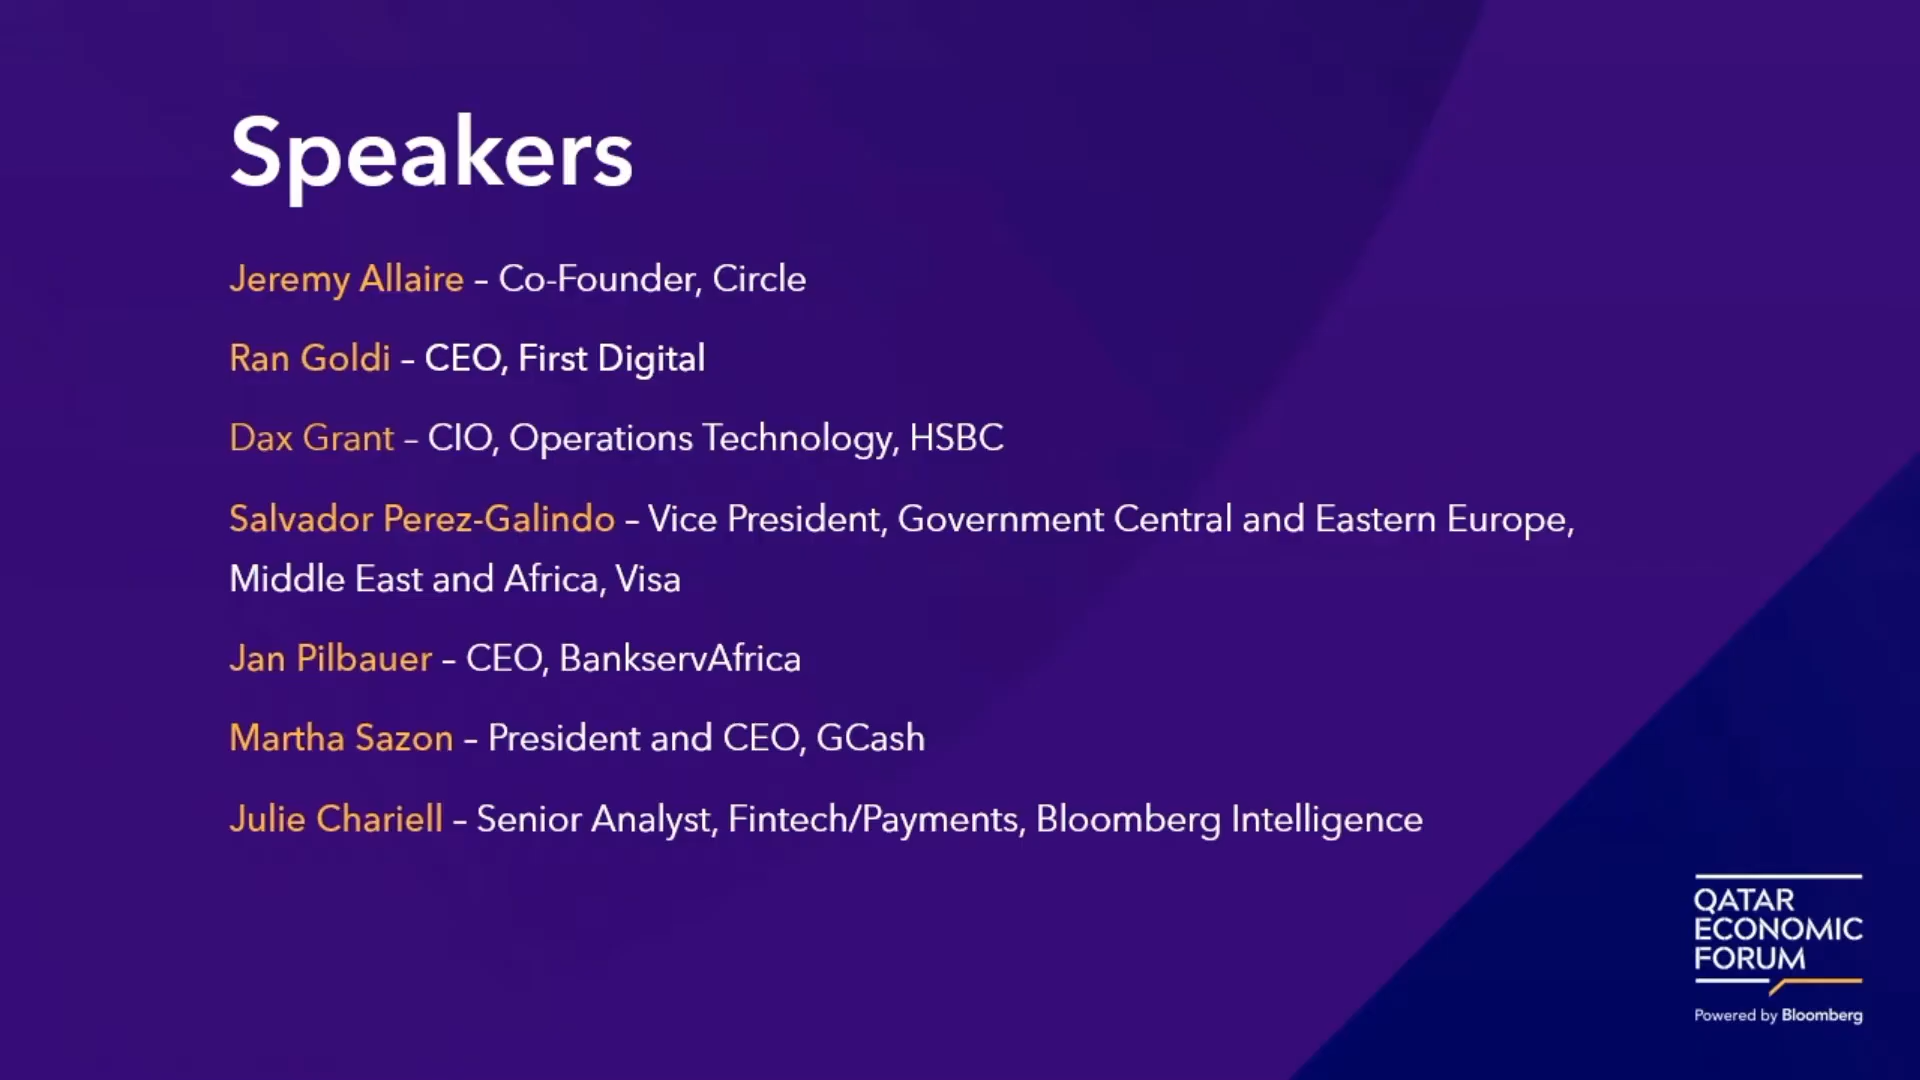 Speakers
Jeremy Allaire – Co-Founder, Circle
Ran Goldi – CEO, First Digital
Dax Grant – CIO, Operations Technology, HSBC
Salvador Perez-Galindo – Vice President, Government Central and Eastern Europe,
Middle East and Africa, Visa
Jan Pilbauer – CEO, BankservAfrica
Martha Sazon – President and CEO, GCash
Julie Chariell – Senior Analyst, Fintech/Payments, Bloomberg Intelligence
QATAR
ECONOMIC
FORUM
Powered by Bloomberg